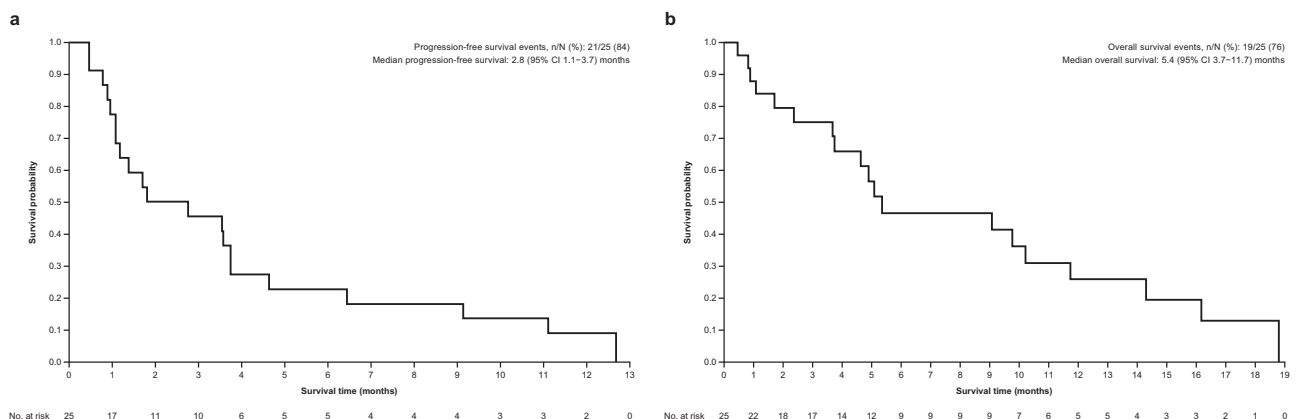 a
Progression-free survival events, n/N (%): 21/25 (84)
Median progression-free survival: 2.8 (95% CI 1.1–3.7) months
Survival probability
1.0
0.9
0.8
0.7
0.6
0.5
0.4
0.3
0.2
0.1
0.0
0 1 2 3 4 5 6 7 8 9 10 11 12 13
Survival time (months)
No. at risk 25 17 11 10 6 5 5 4 4 4 3 3 2 0
b
Overall survival events, n/N (%): 19/25 (76)
Median overall survival: 5.4 (95% CI 3.7–11.7) months
Survival probability
1.0
0.9
0.8
0.7
0.6
0.5
0.4
0.3
0.2
0.1
0.0
0 1 2 3 4 5 6 7 8 9 10 11 12 13 14 15 16 17 18 19
Survival time (months)
No. at risk 25 22 18 17 14 12 9 9 9 9 7 6 5 5 4 3 3 2 1 0